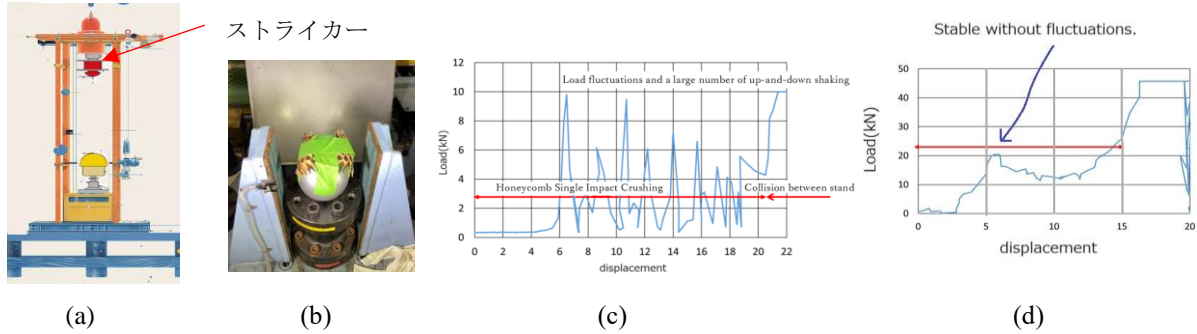 ストライカー
(a)
(b)
Load fluctuations and a large number of up-and-down shaking
Honeycomb Single Impact Crushing
Collision between stand
Load(kN)
12
10
8
6
4
2
0
0 2 4 6 8 10 12 14 16 18 20 22
displacement
(c)
Stable without fluctuations.
Load(kN)
50
40
30
20
10
0
0 5 10 15 20
displacement
(d)